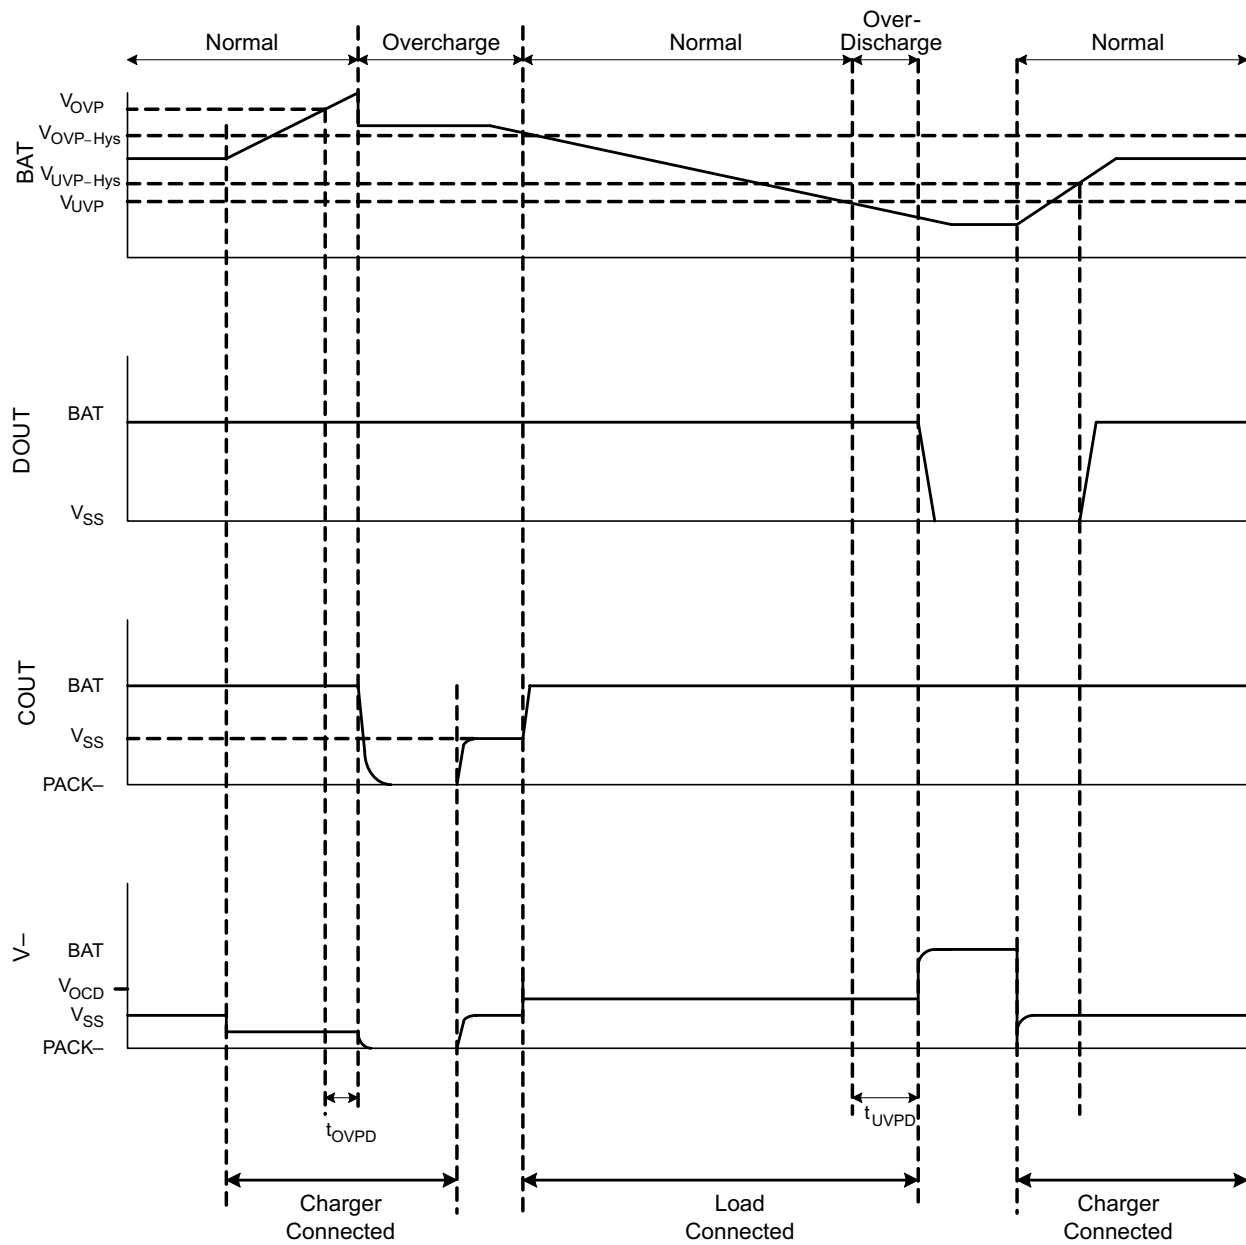 Normal
Overcharge
Normal
Over-
Discharge
Normal
BAT
VOVP
VOVP–Hys
VUVP–Hys
VUVP
DOUT
BAT
VSS
COUT
BAT
VSS
PACK–
V–
BAT
VOCD
VSS
PACK–
tOVPD
tUVPD
Charger
Connected
Load
Connected
Charger
Connected